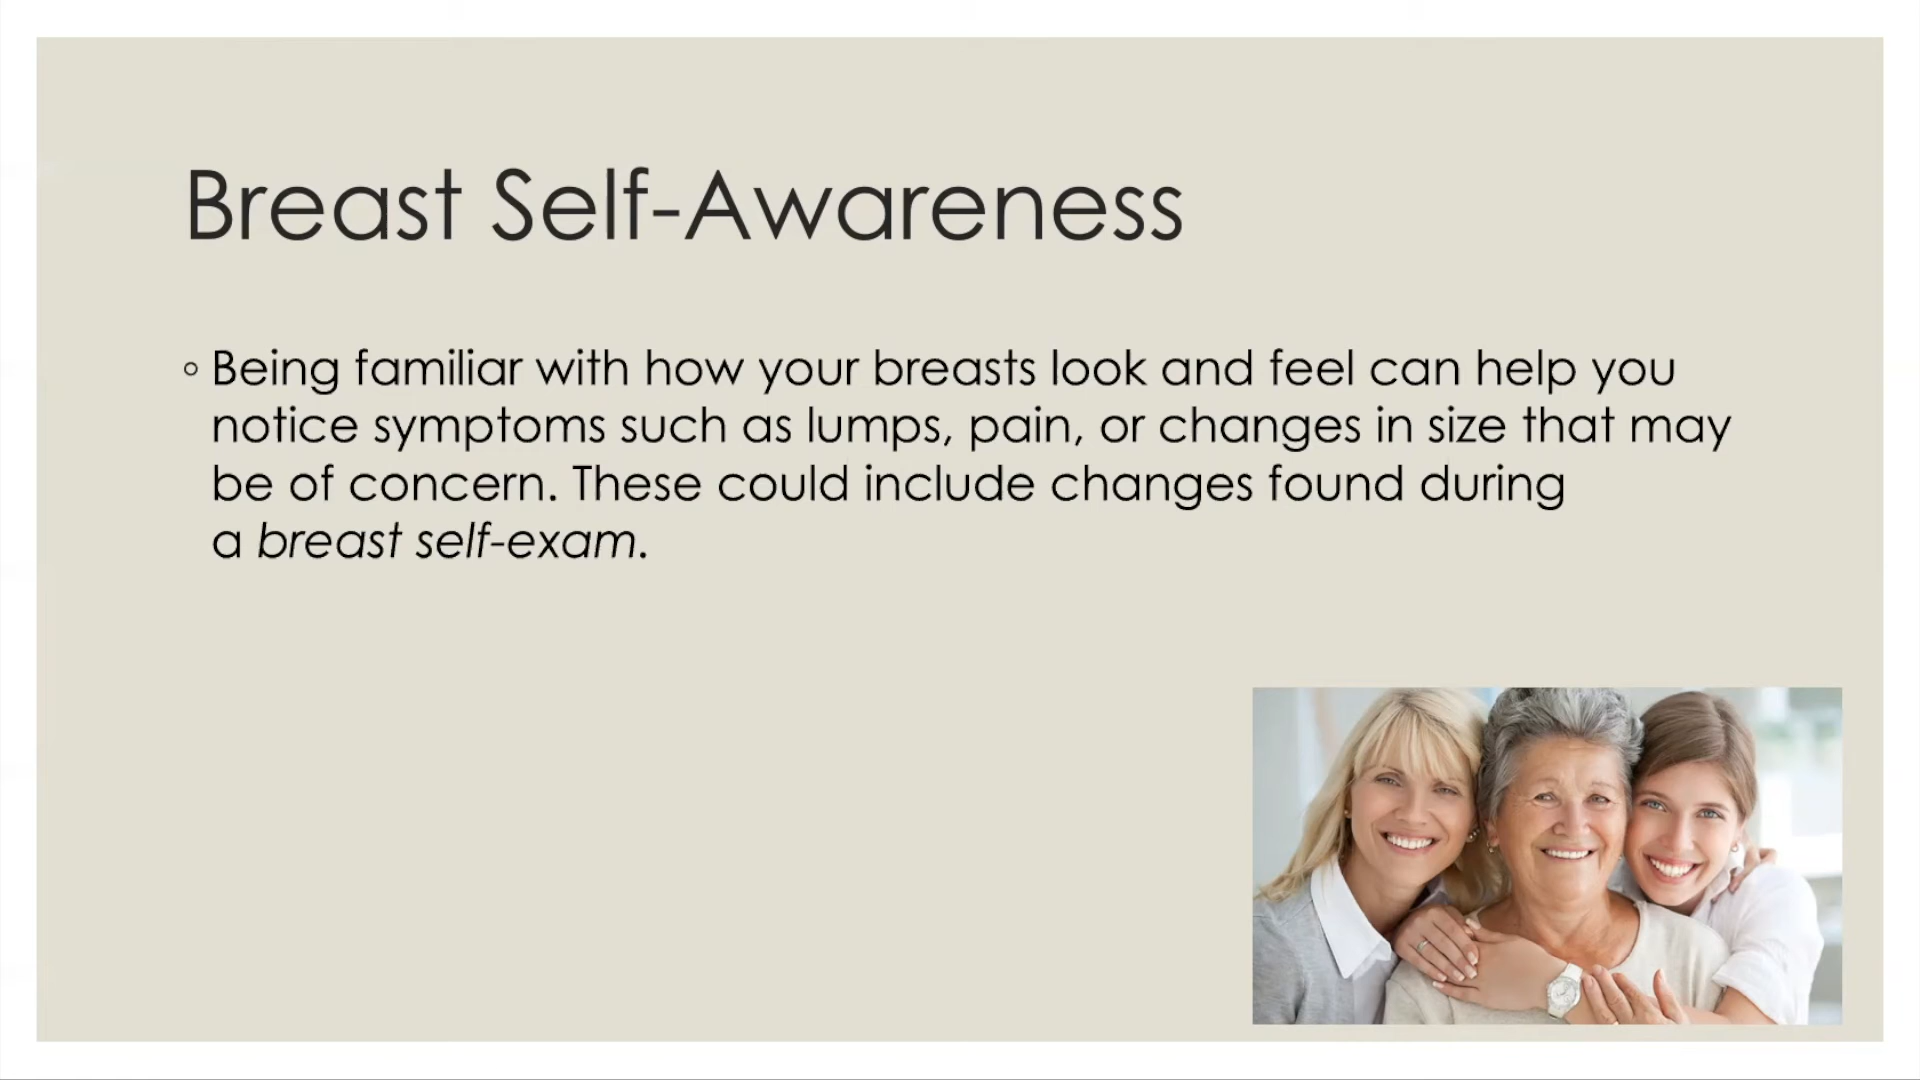 Breast Self-Awareness
◦ Being familiar with how your breasts look and feel can help you
notice symptoms such as lumps, pain, or changes in size that may
be of concern. These could include changes found during
a breast self-exam.